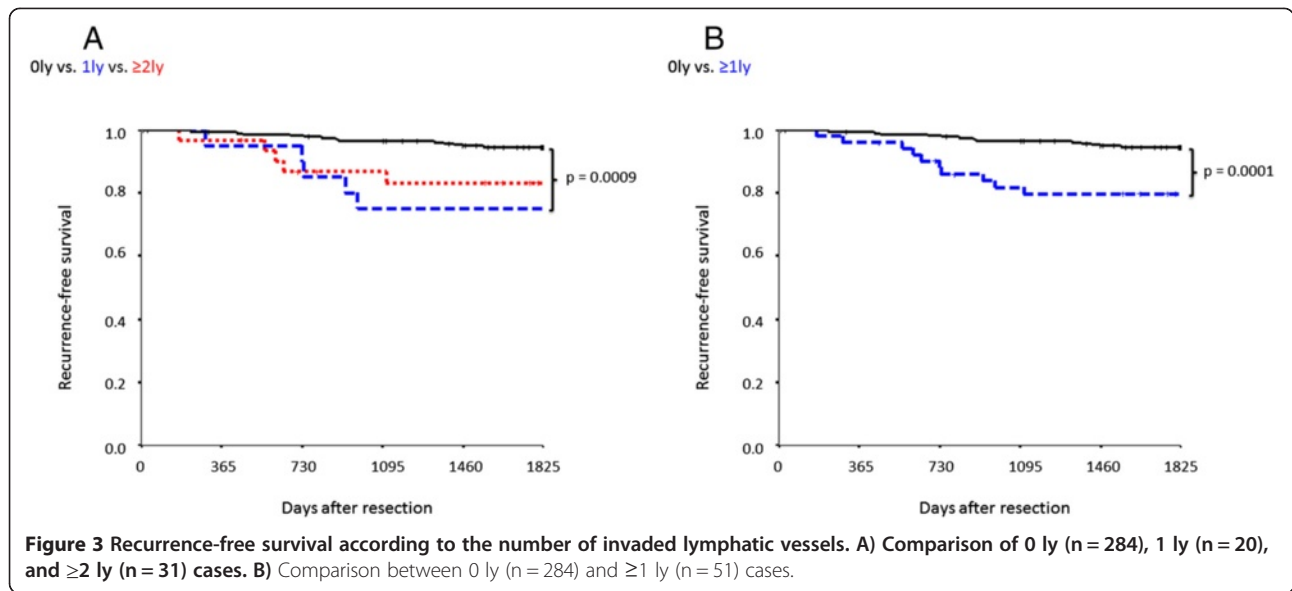 A
0ly vs. 1ly vs. ≥2ly
1.0
0.8
0.6
0.4
0.2
0.0
Recurrence-free survival
0 365 730 1095 1460 1825
Days after resection
p = 0.0009
B
0ly vs. ≥1ly
1.0
0.8
0.6
0.4
0.2
0.0
Recurrence-free survival
0 365 730 1095 1460 1825
Days after resection
p = 0.0001
Figure 3 Recurrence-free survival according to the number of invaded lymphatic vessels. A) Comparison of 0 ly (n = 284), 1 ly (n = 20),
and ≥2 ly (n = 31) cases. B) Comparison between 0 ly (n = 284) and ≥1 ly (n = 51) cases.